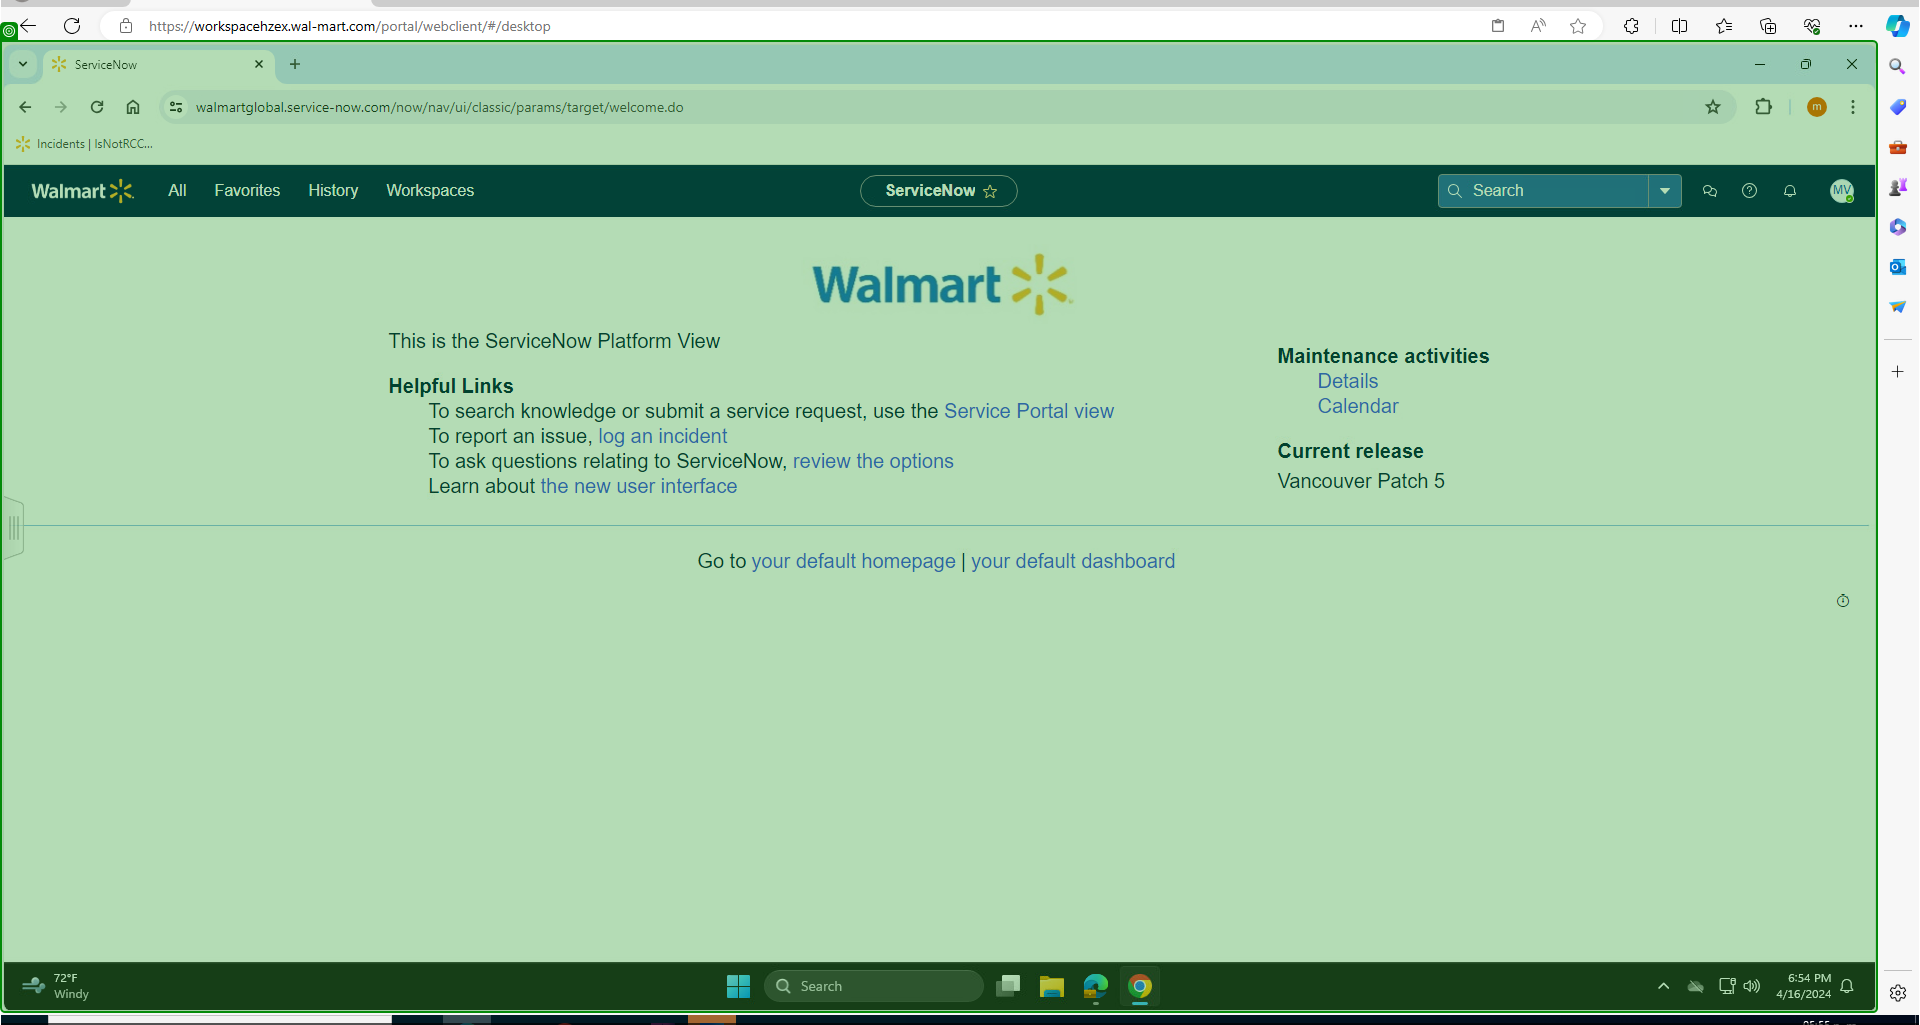 https://workspacehzex.wal-mart.com/portal/webclient/#/desktop
ServiceNow
walmartglobal.service-now.com/now/nav/ui/classic/params/target/welcome.do
Incidents | IsNotRCC...
Walmart All Favorites History Workspaces ServiceNow Search MV
m
Walmart
This is the ServiceNow Platform View
Helpful Links
To search knowledge or submit a service request, use the Service Portal view
To report an issue, log an incident
To ask questions relating to ServiceNow, review the options
Learn about the new user interface
Maintenance activities
Details
Calendar
Current release
Vancouver Patch 5
Go to your default homepage | your default dashboard
72°F
Windy
Search
6:54 PM
4/16/2024